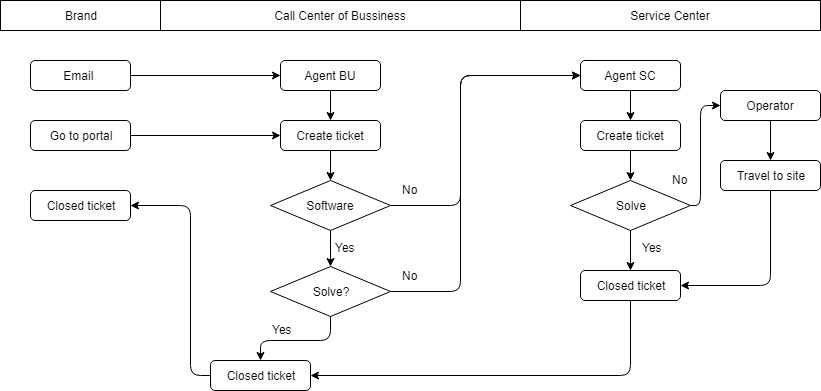 Brand
Call Center of Bussiness
Service Center
Email
Agent BU
Agent SC
Go to portal
Create ticket
Create ticket
Operator
Closed ticket
Software
No
Solve
No
Travel to site
Yes
Yes
Solve?
No
Closed ticket
Yes
Closed ticket